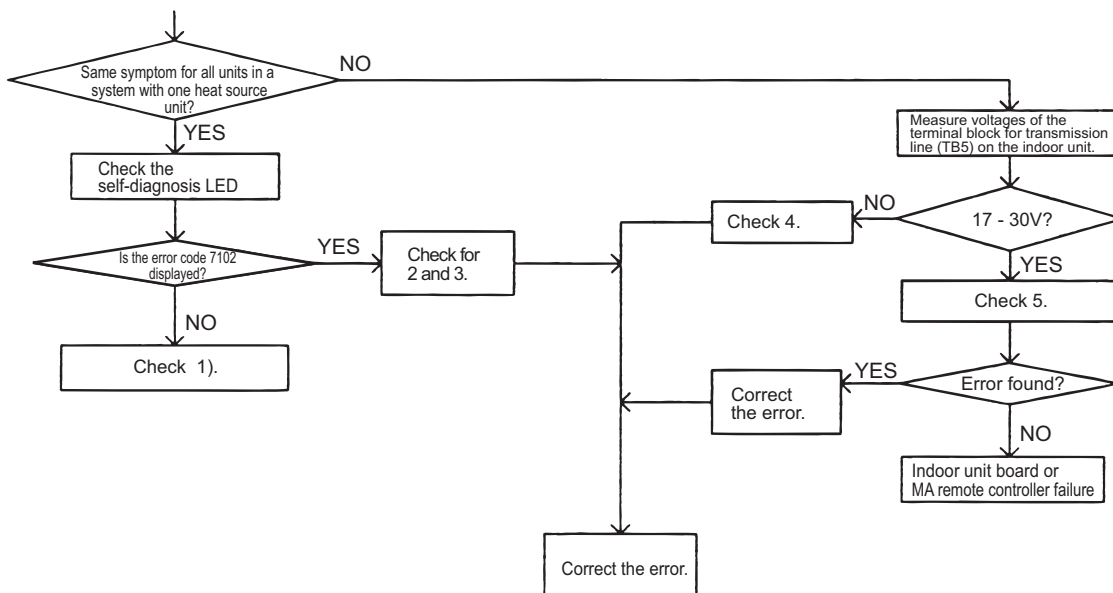 Same symptom for all units in a
system with one heat source
unit?
NO
YES
Measure voltages of the
terminal block for transmission
line (TB5) on the indoor unit.
Check the
self-diagnosis LED
17 - 30V?
NO
Check 4.
YES
Is the error code 7102
displayed?
YES
Check for
2 and 3.
NO
Check 5.
Check 1).
Error found?
YES
Correct
the error.
NO
Indoor unit board or
MA remote controller failure
Correct the error.